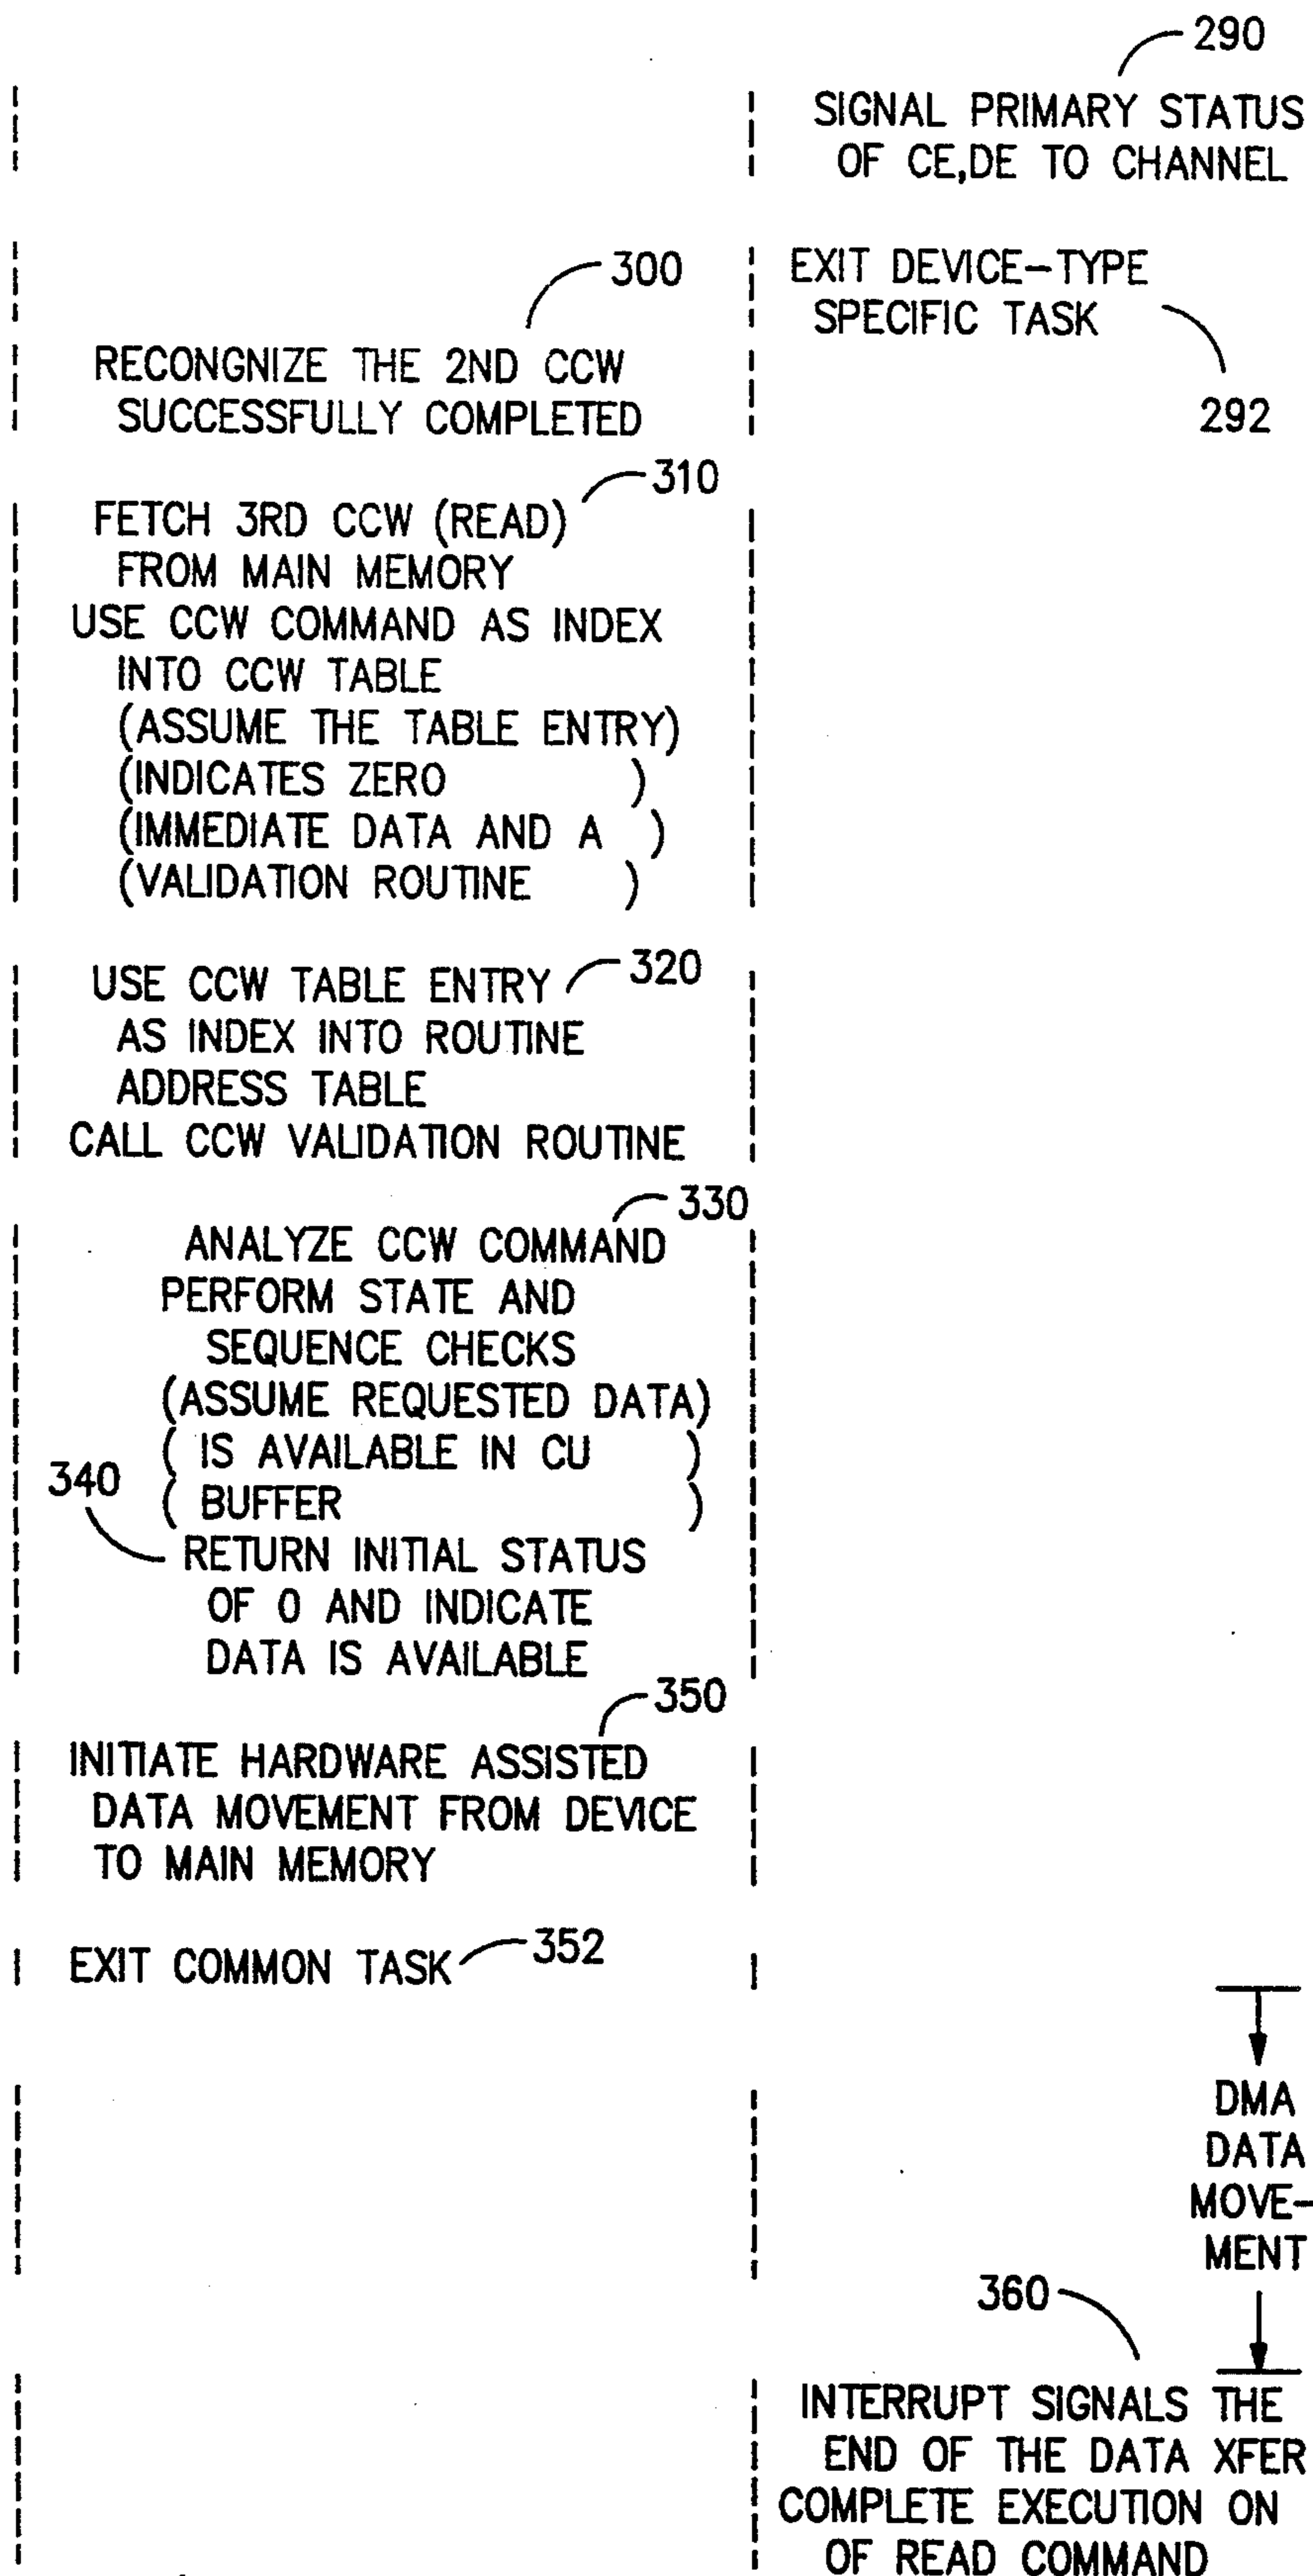 290
SIGNAL PRIMARY STATUS
OF CE,DE TO CHANNEL
EXIT DEVICE-TYPE
SPECIFIC TASK
292
300
RECONGNIZE THE 2ND CCW
SUCCESSFULLY COMPLETED
310
FETCH 3RD CCW (READ)
FROM MAIN MEMORY
USE CCW COMMAND AS INDEX
INTO CCW TABLE
(ASSUME THE TABLE ENTRY)
(INDICATES ZERO )
(IMMEDIATE DATA AND A )
(VALIDATION ROUTINE )
USE CCW TABLE ENTRY 320
AS INDEX INTO ROUTINE
ADDRESS TABLE
CALL CCW VALIDATION ROUTINE
330
ANALYZE CCW COMMAND
PERFORM STATE AND
SEQUENCE CHECKS
(ASSUME REQUESTED DATA)
( IS AVAILABLE IN CU )
340
( BUFFER )
RETURN INITIAL STATUS
OF 0 AND INDICATE
DATA IS AVAILABLE
350
INITIATE HARDWARE ASSISTED
DATA MOVEMENT FROM DEVICE
TO MAIN MEMORY
EXIT COMMON TASK 352
DMA
DATA
MOVE-
MENT
360
INTERRUPT SIGNALS THE
END OF THE DATA XFER
COMPLETE EXECUTION ON
OF READ COMMAND